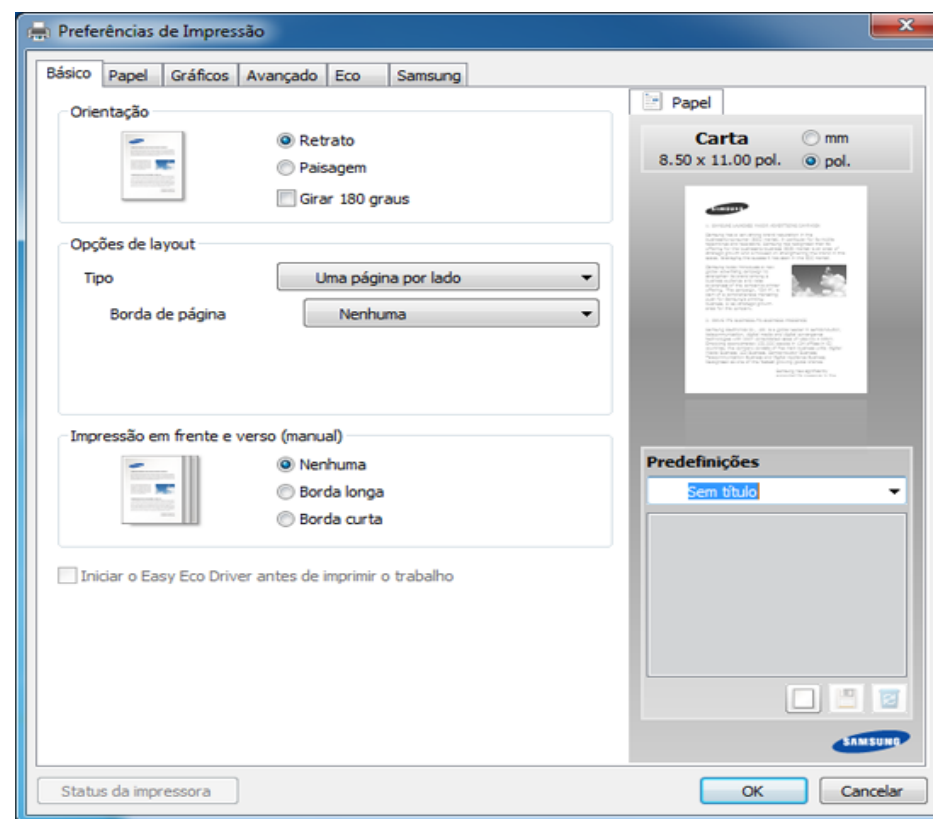 Preferências de Impressão
Básico Papel Gráficos Avançado Eco Samsung
Orientação
Retrato
Paisagem
Girar 180 graus
Opções de layout
Tipo Uma página por lado
Borda de página Nenhuma
Impressão em frente e verso (manual)
Nenhuma
Borda longa
Borda curta
Iniciar o Easy Eco Driver antes de imprimir o trabalho
Papel
Carta mm
8.50 x 11.00 pol. pol.
SAMSUNG
Predefinições
Sem título
SAMSUNG
Status da impressora OK Cancelar